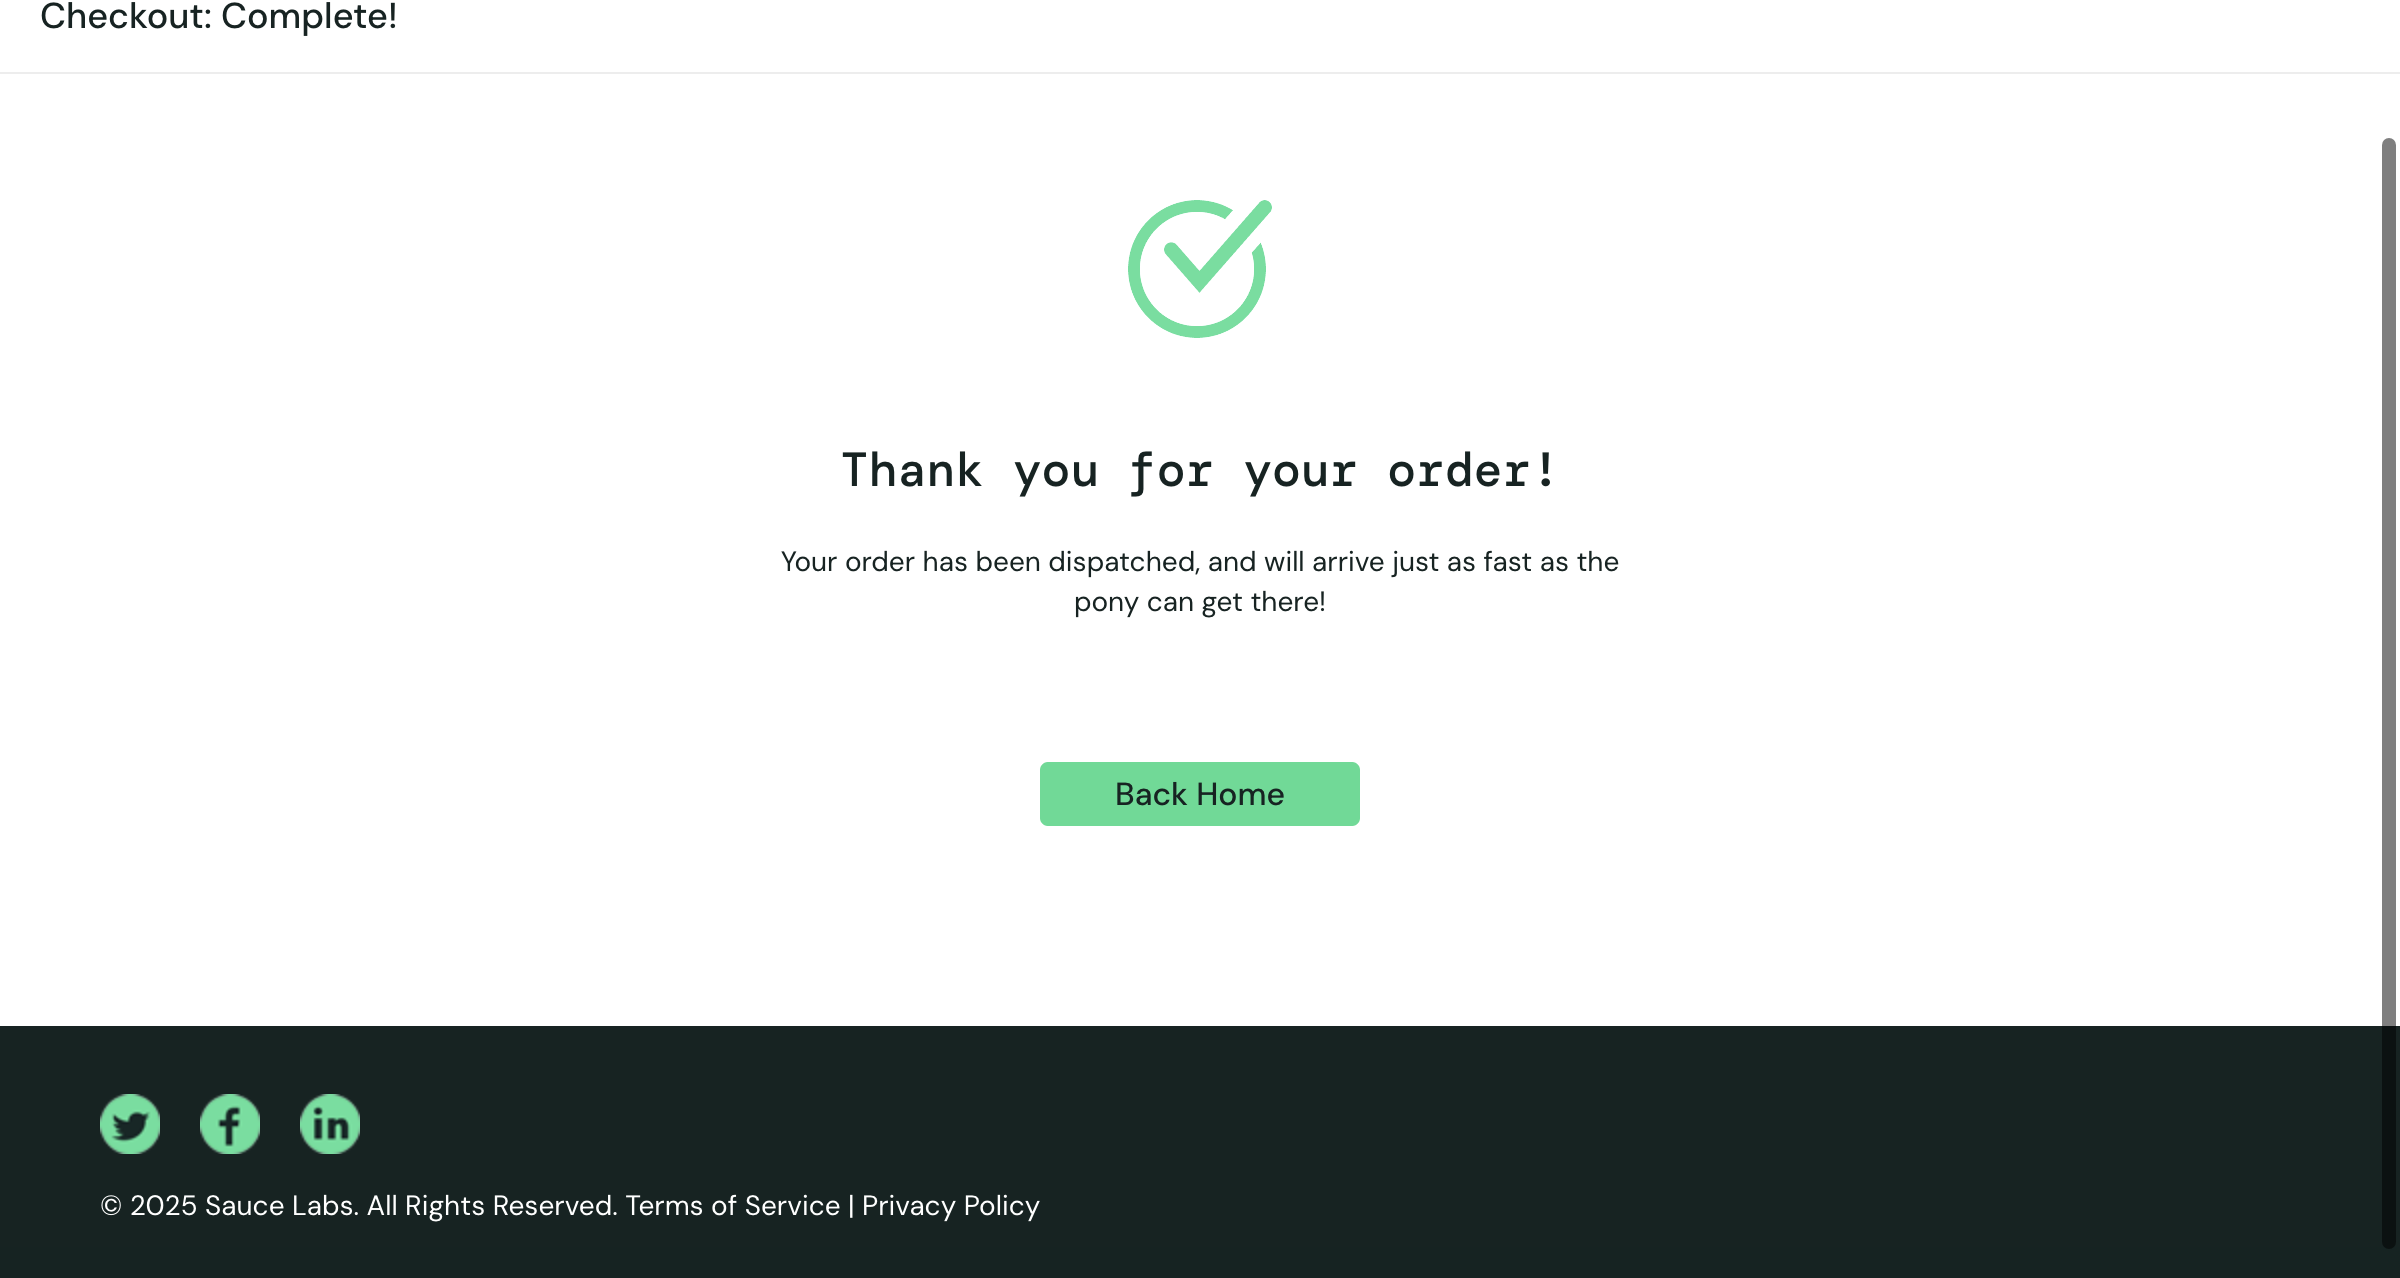 Checkout: Complete!
Thank you for your order!
Your order has been dispatched, and will arrive just as fast as the
pony can get there!
Back Home
© 2025 Sauce Labs. All Rights Reserved. Terms of Service | Privacy Policy